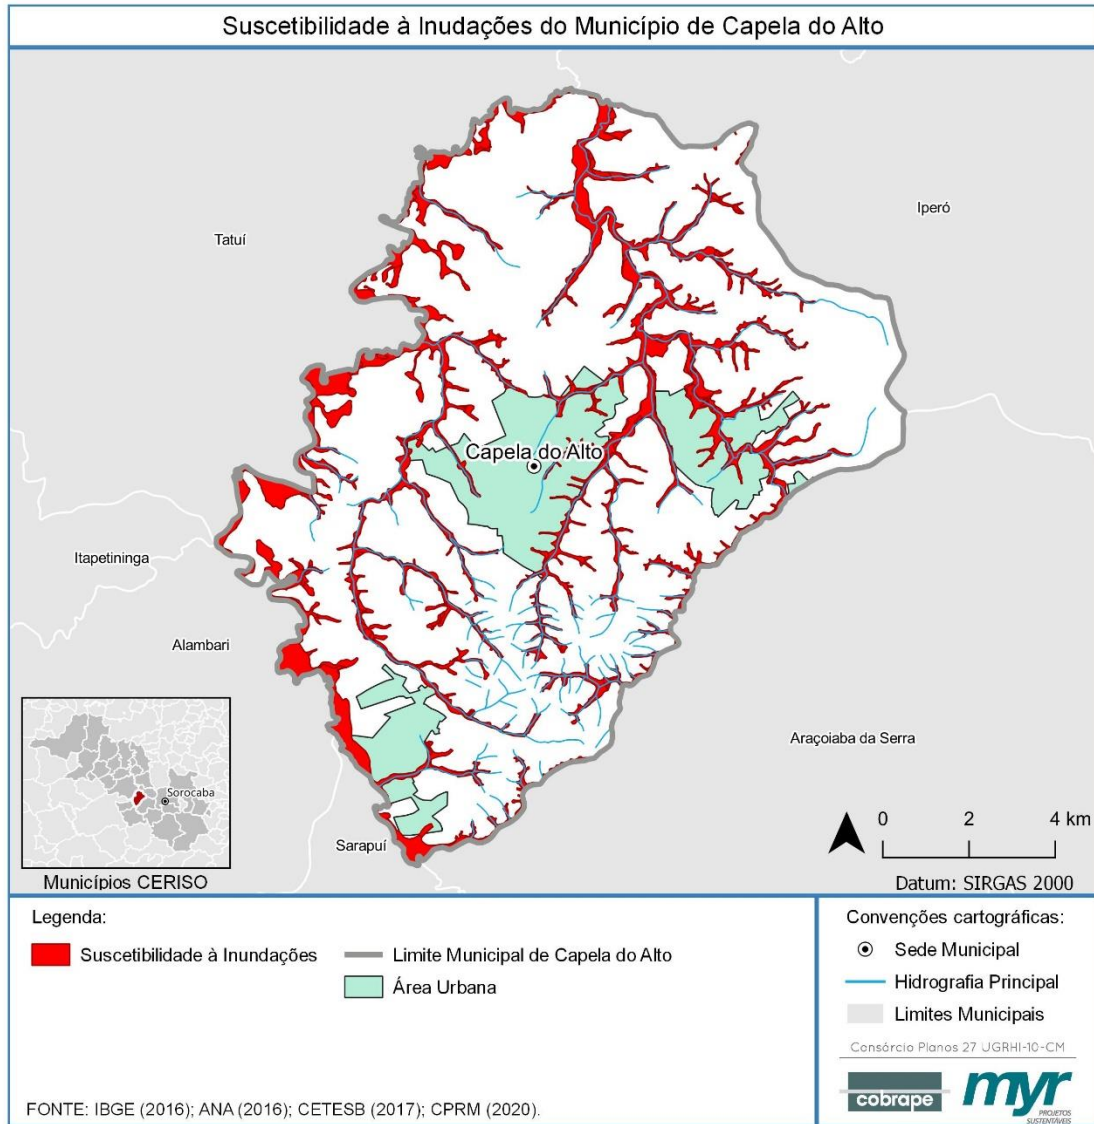 Suscetibilidade à Inudações do Município de Capela do Alto
Iperó
Tatuí
Capela do Alto
Itapetininga
Alambari
Araçoiaba da Serra
Sorocaba
Sarapuí
Municípios CERISO
0 2 4 km
Datum: SIRGAS 2000
Legenda:
Suscetibilidade à Inundações
Limite Municipal de Capela do Alto
Área Urbana
FONTE: IBGE (2016); ANA (2016); CETESB (2017); CPRM (2020).
Convenções cartográficas:
Sede Municipal
Hidrografia Principal
Limites Municipais
Consórcio Planos 27 UGRHI-10-CM
cobrape
myr
PROJETOS
SUSTENTÁVEIS